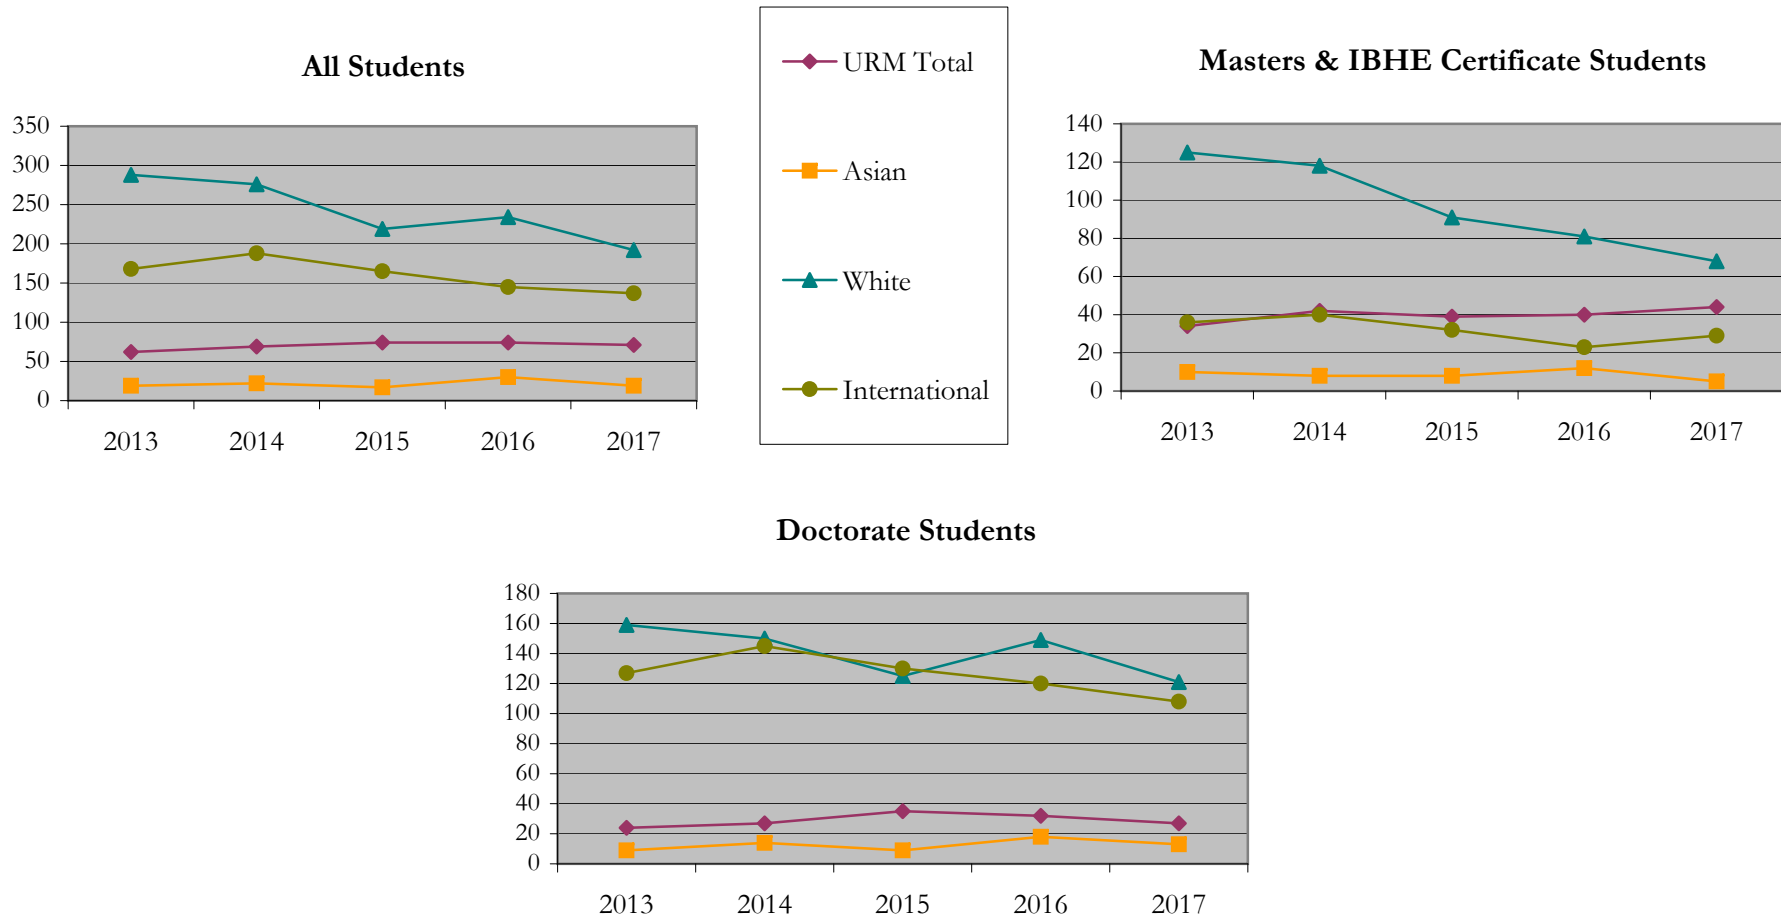 All Students
350
300
250
200
150
100
50
0
2013 2014 2015 2016 2017
URM Total
Asian
White
International
Masters & IBHE Certificate Students
140
120
100
80
60
40
20
0
2013 2014 2015 2016 2017
Doctorate Students
180
160
140
120
100
80
60
40
20
0
2013 2014 2015 2016 2017